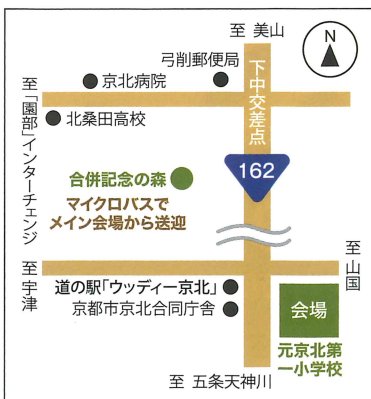 至 美山
N
弓削郵便局
京北病院
下中交差点
至「園部」インターチェンジ
北桑田高校
合併記念の森
162
マイクロバスで
メイン会場から送迎
至 山国
至 宇津
道の駅「ウッディー京北」
京都市京北合同庁舎
会場
元京北第
一小学校
至 五条天神川